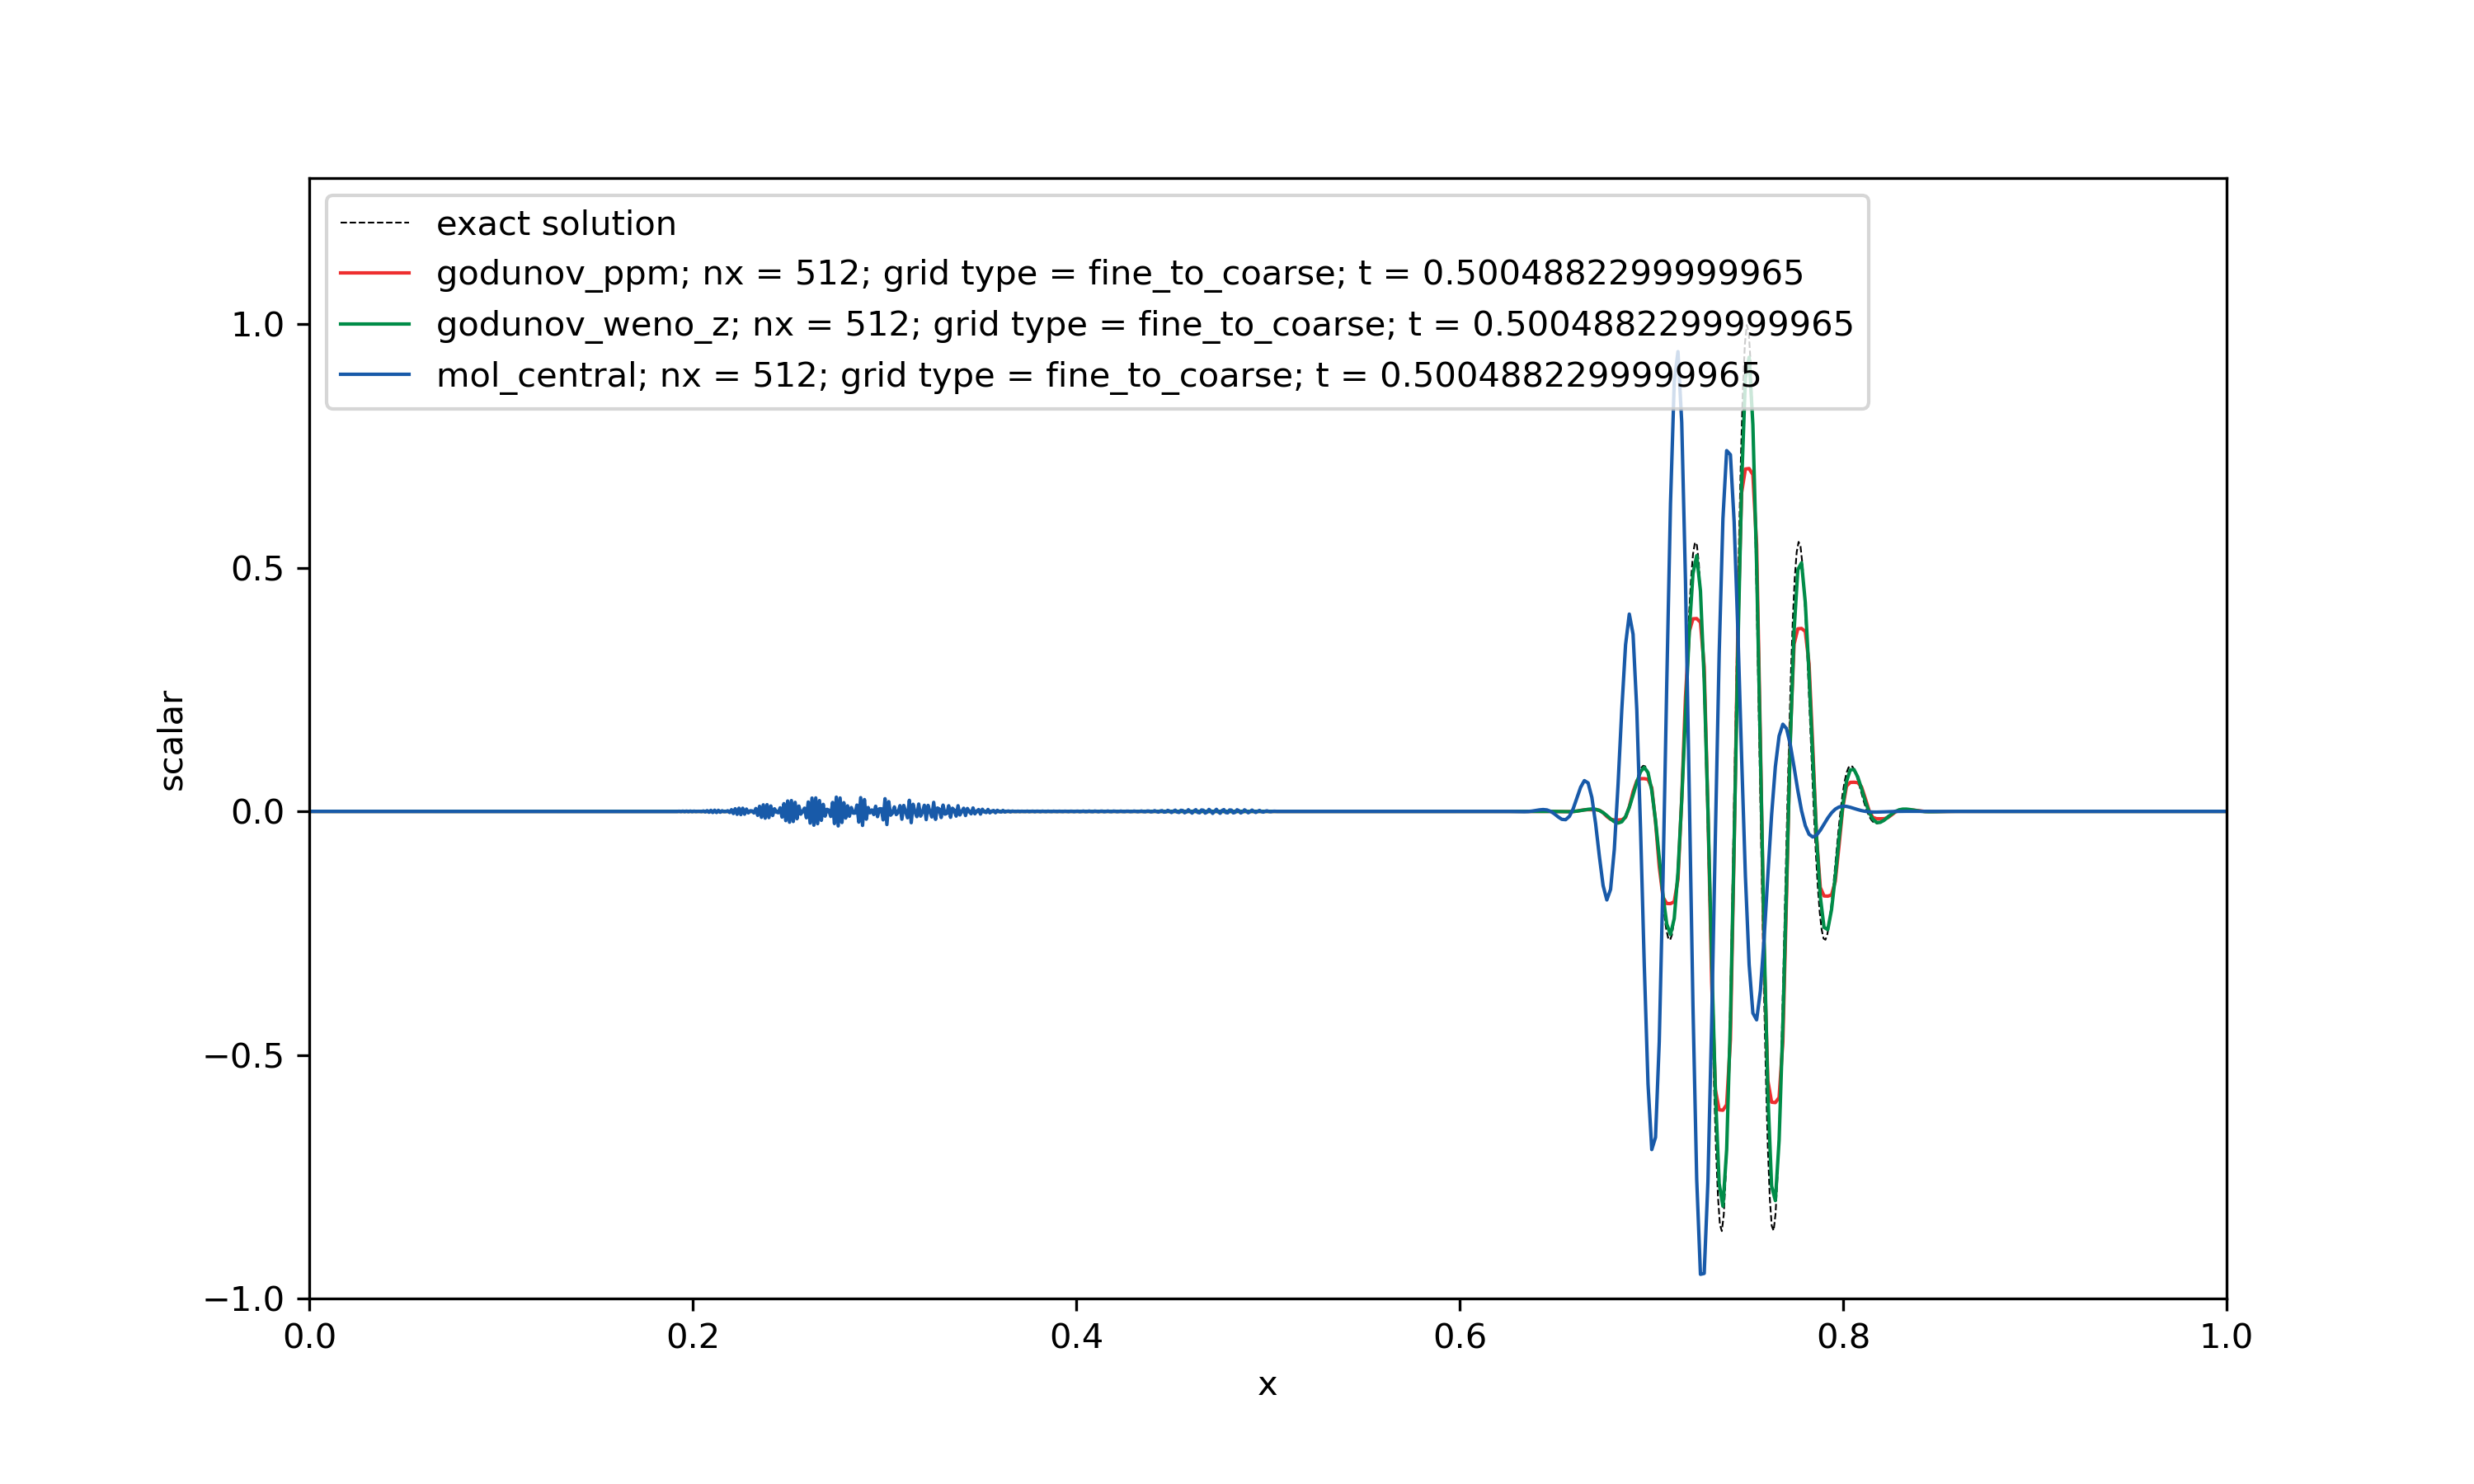 exact solution
godunov_ppm; nx = 512; grid type = fine_to_coarse; t = 0.5004882299999965
godunov_weno_z; nx = 512; grid type = fine_to_coarse; t = 0.5004882299999965
mol_central; nx = 512; grid type = fine_to_coarse; t = 0.5004882299999965
1.0
0.5
0.0
−0.5
−1.0
scalar
0.0 0.2 0.4 0.6 0.8 1.0
x